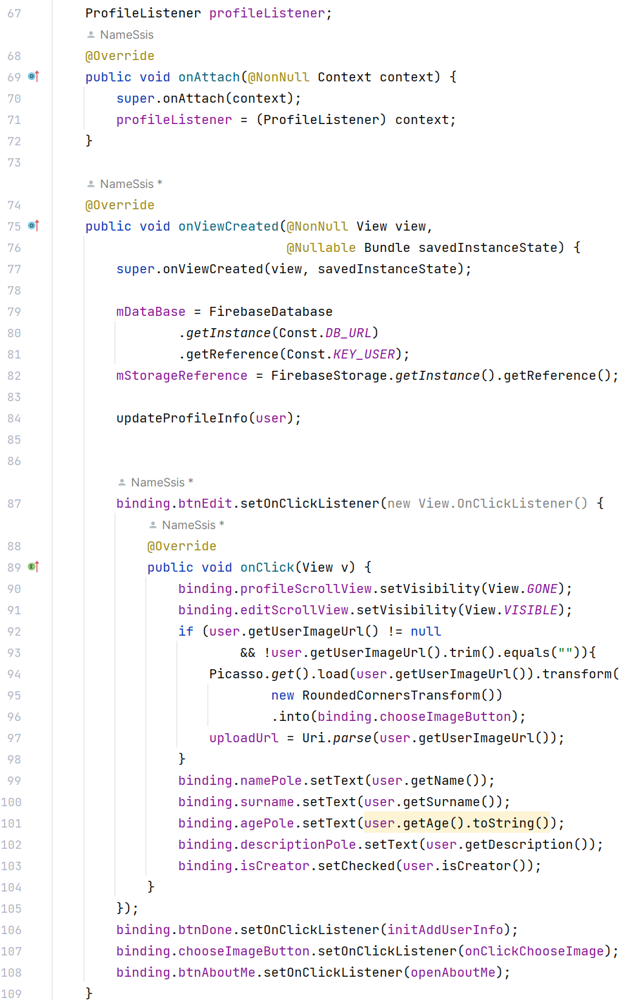 67 ProfileListener profileListener;
NameSsis
68 @Override
69 public void onAttach(@NonNull Context context) {
70 super.onAttach(context);
71 profileListener = (ProfileListener) context;
72 }
73
NameSsis *
74 @Override
75 public void onViewCreated(@NonNull View view,
76 @Nullable Bundle savedInstanceState) {
77 super.onViewCreated(view, savedInstanceState);
78
79 mDataBase = FirebaseDatabase
80 .getInstance(Const.DB_URL)
81 .getReference(Const.KEY_USER);
82 mStorageReference = FirebaseStorage.getInstance().getReference();
83
84 updateProfileInfo(user);
85
86
NameSsis *
87 binding.btnEdit.setOnClickListener(new View.OnClickListener() {
NameSsis *
88 @Override
89 public void onClick(View v) {
90 binding.profileScrollView.setVisibility(View.GONE);
91 binding.editScrollView.setVisibility(View.VISIBLE);
92 if (user.getUserImageUrl() != null
93 && !user.getUserImageUrl().trim().equals("")){
94 Picasso.get().load(user.getUserImageUrl()).transform(
95 new RoundedCornersTransform())
96 .into(binding.chooseImageButton);
97 uploadUrl = Uri.parse(user.getUserImageUrl());
98 }
99 binding.namePole.setText(user.getName());
100 binding.surname.setText(user.getSurname());
101 binding.agePole.setText(user.getAge().toString());
102 binding.descriptionPole.setText(user.getDescription());
103 binding.isCreator.setChecked(user.isCreator());
104 }
105 });
106 binding.btnDone.setOnClickListener(initAddUserInfo);
107 binding.chooseImageButton.setOnClickListener(onClickChooseImage);
108 binding.btnAboutMe.setOnClickListener(openAboutMe);
109 }